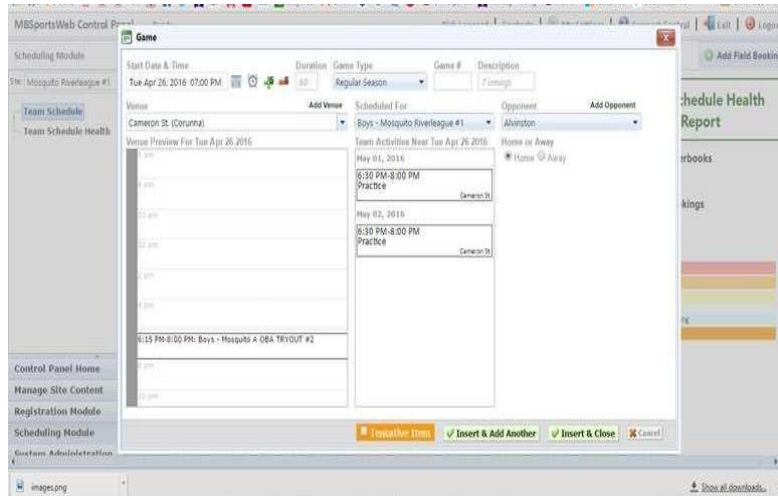 MBSportsWeb Control
Exit
Scheduling Module
Add Field Bookin
Site: Mosquito Riverleague #1
Team Schedule
Team Schedule Health
Game
Start Date & Time
Duration
Game Type
Game #
Description
Tue Apr 26, 2016 07:00 PM
60
Regular Season
7 innings
Venue
Add Venue
Scheduled For
Opponent
Add Opponent
Cameron St. (Corunna)
Boys - Mosquito Riverleague #1
Alvinston
Venue Preview For Tue Apr 26 2016
Team Activities Near Tue Apr 26 2016
Home or Away
Home
Away
May 01, 2016
6:30 PM-8:00 PM
Practice
Cameron St
May 02, 2016
6:30 PM-8:00 PM
Practice
Cameron St
6:15 PM-8:00 PM: Boys - Mosquito A OBA TRYOUT #2
chedule Health
Report
erbooks
kings
Control Panel Home
Manage Site Content
Registration Module
Scheduling Module
System Administration
Tentative Item
Insert & Add Another
Insert & Close
Cancel
images.png
Show all downloads...